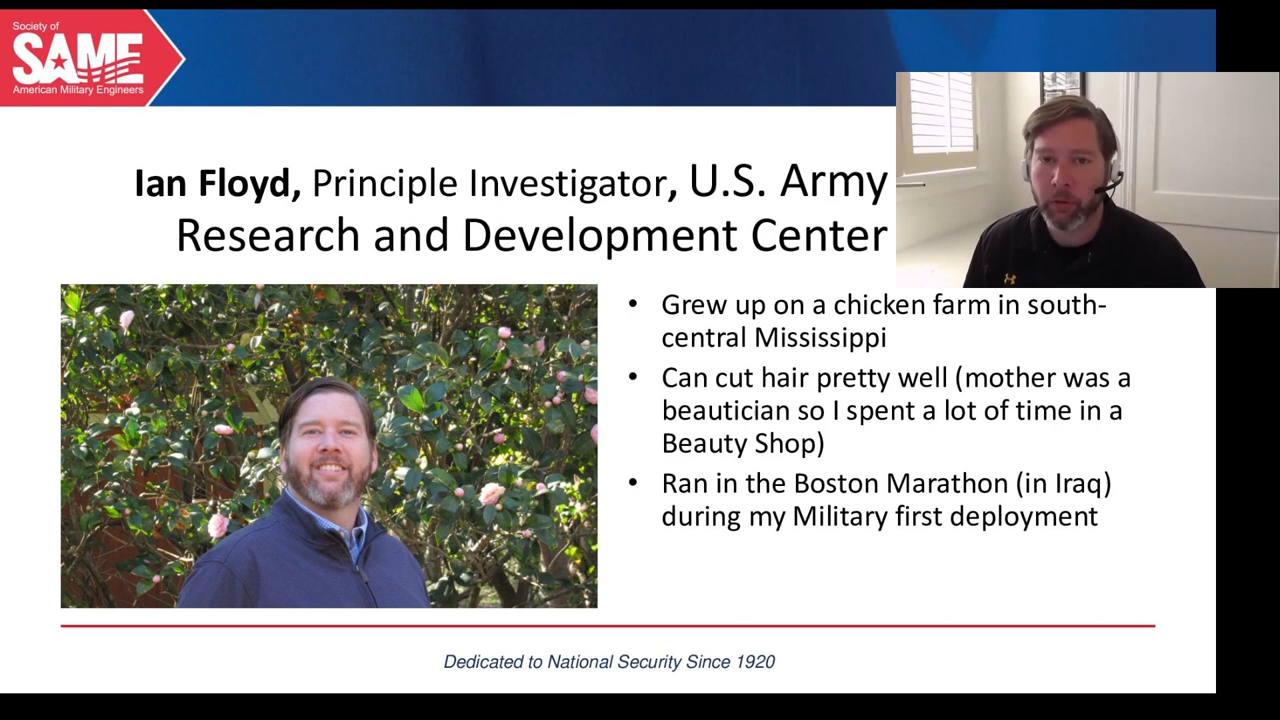 Society of
SAME
American Military Engineers
Ian Floyd, Principle Investigator, U.S. Army
Research and Development Center
• Grew up on a chicken farm in south-
central Mississippi
• Can cut hair pretty well (mother was a
beautician so I spent a lot of time in a
Beauty Shop)
• Ran in the Boston Marathon (in Iraq)
during my Military first deployment
Dedicated to National Security Since 1920